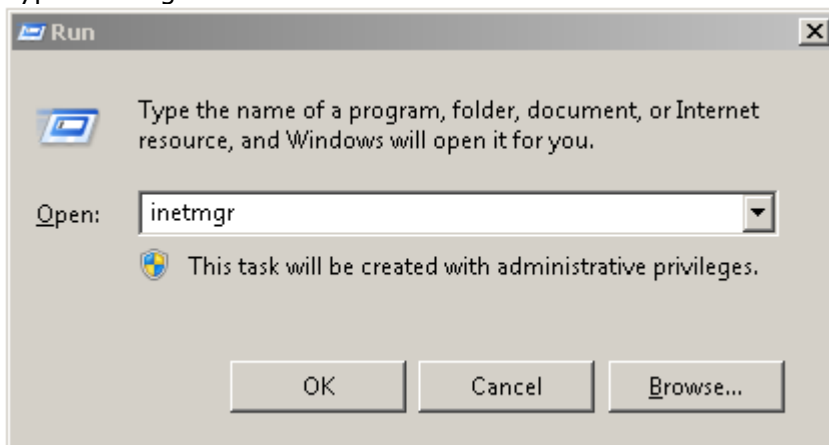 Run
Type the name of a program, folder, document, or Internet
resource, and Windows will open it for you.
Open: inetmgr
This task will be created with administrative privileges.
OK Cancel Browse...